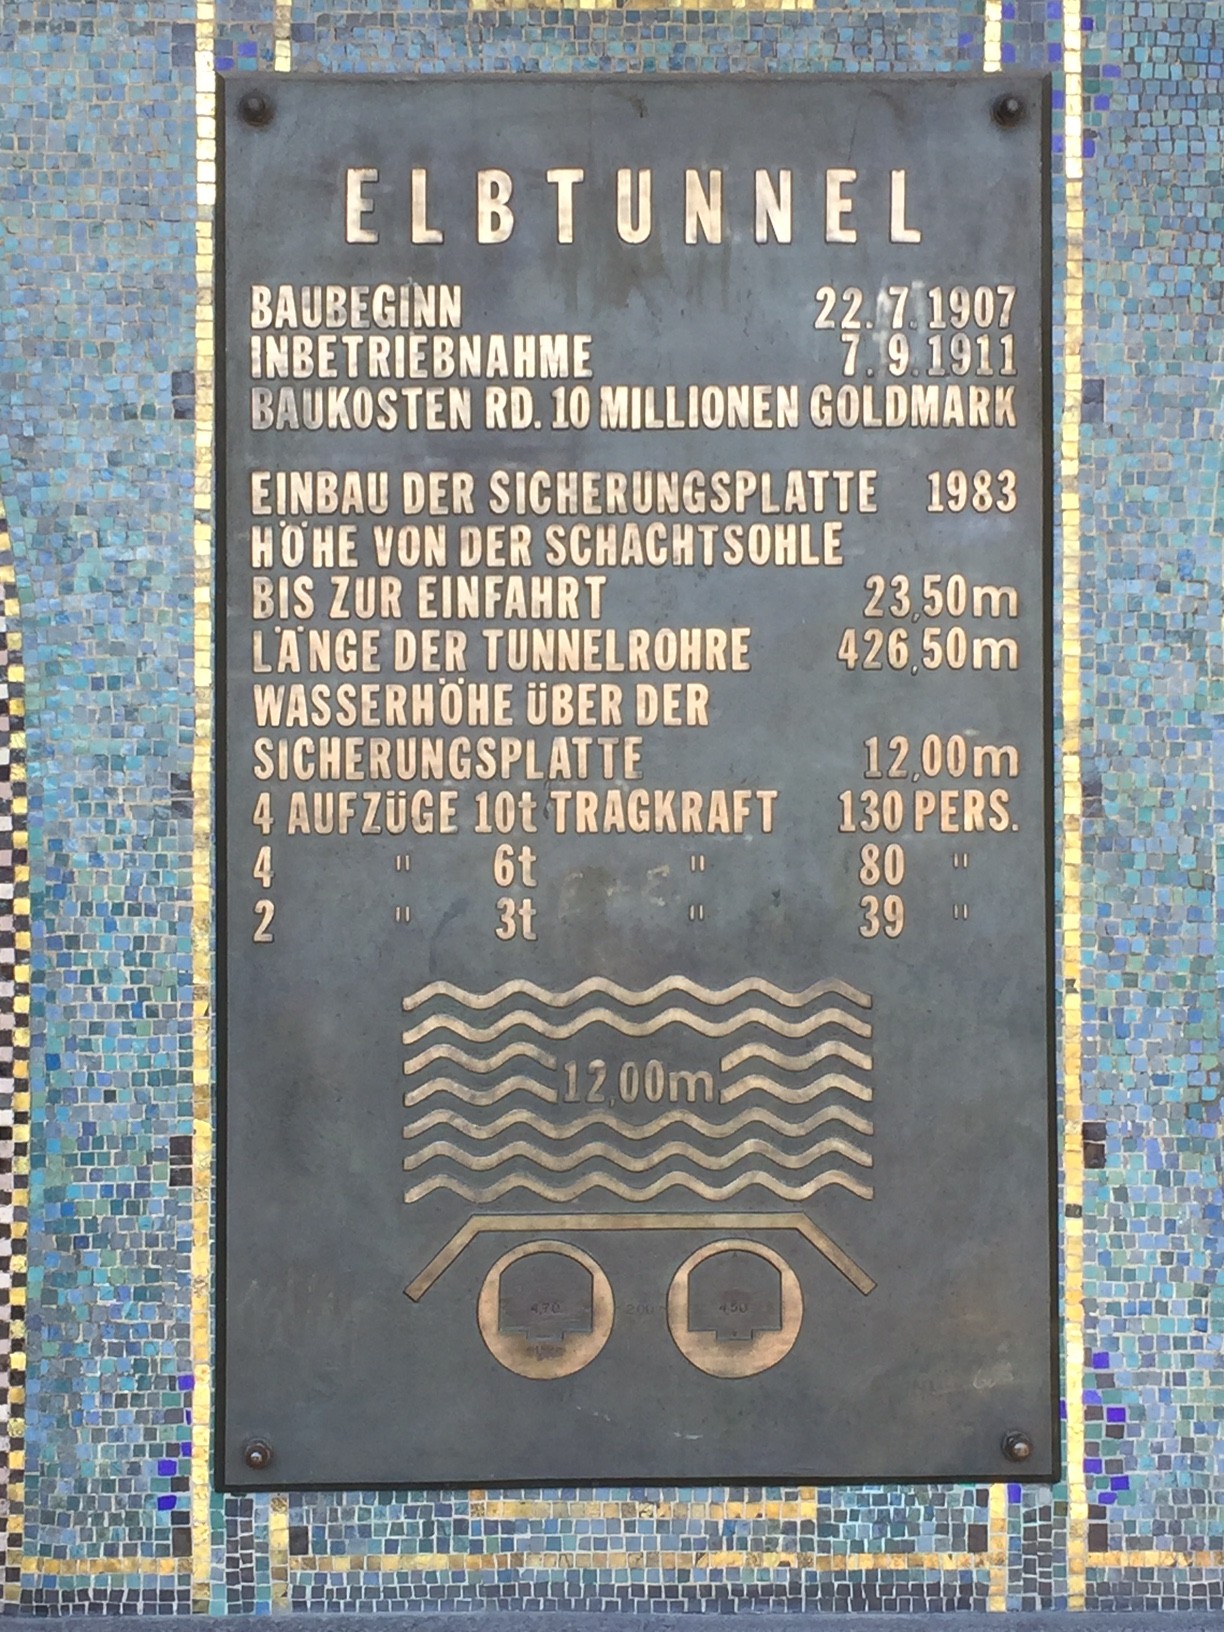 ELBTUNNEL
BAUBEGINN 22.7.1907
INBETRIEBNAHME 7.9.1911
BAUKOSTEN RD. 10 MILLIONEN GOLDMARK
EINBAU DER SICHERUNGSPLATTE 1983
HÖHE VON DER SCHACHTSOHLE
BIS ZUR EINFAHRT 23,50m
LÄNGE DER TUNNELROHRE 426,50m
WASSERHÖHE ÜBER DER
SICHERUNGSPLATTE 12,00m
4 AUFZÜGE 10t TRAGKRAFT 130 PERS.
4 " 6t " 80 "
2 " 3t " 39 "
12,00m
4,70